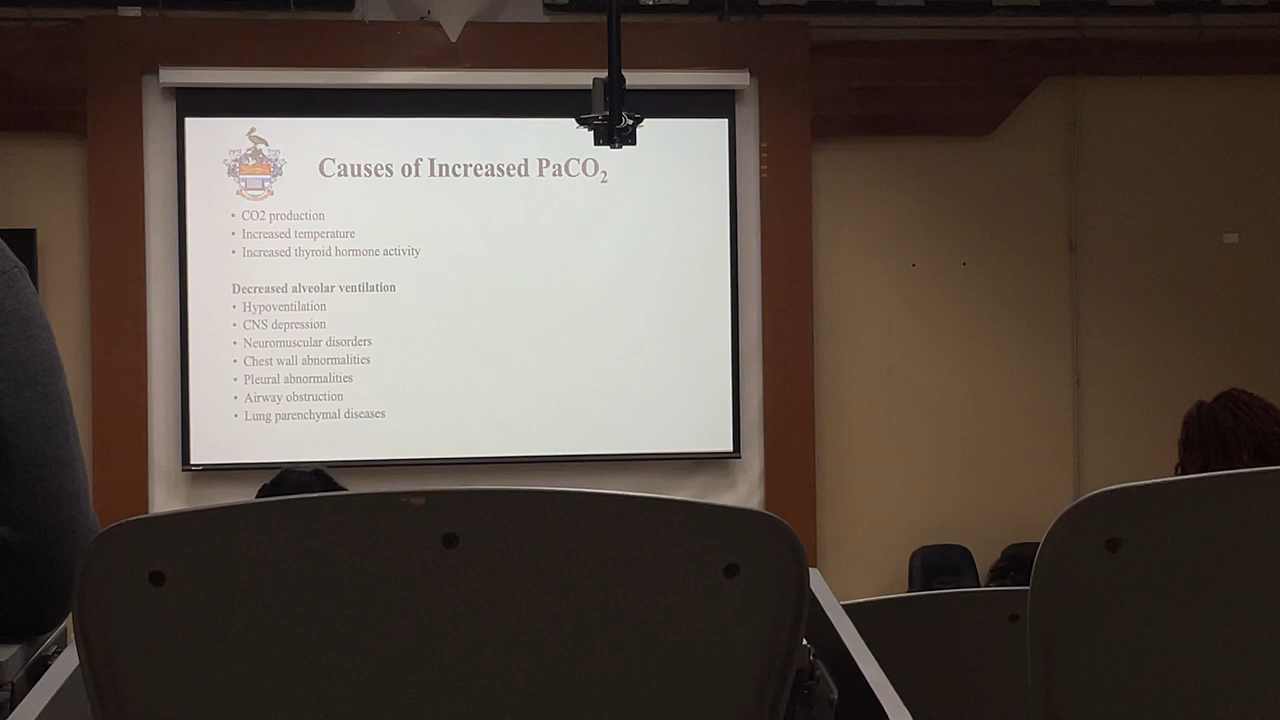 Causes of Increased PaCO₂
• CO2 production
• Increased temperature
• Increased thyroid hormone activity
Decreased alveolar ventilation
• Hypoventilation
• CNS depression
• Neuromuscular disorders
• Chest wall abnormalities
• Pleural abnormalities
• Airway obstruction
• Lung parenchymal diseases